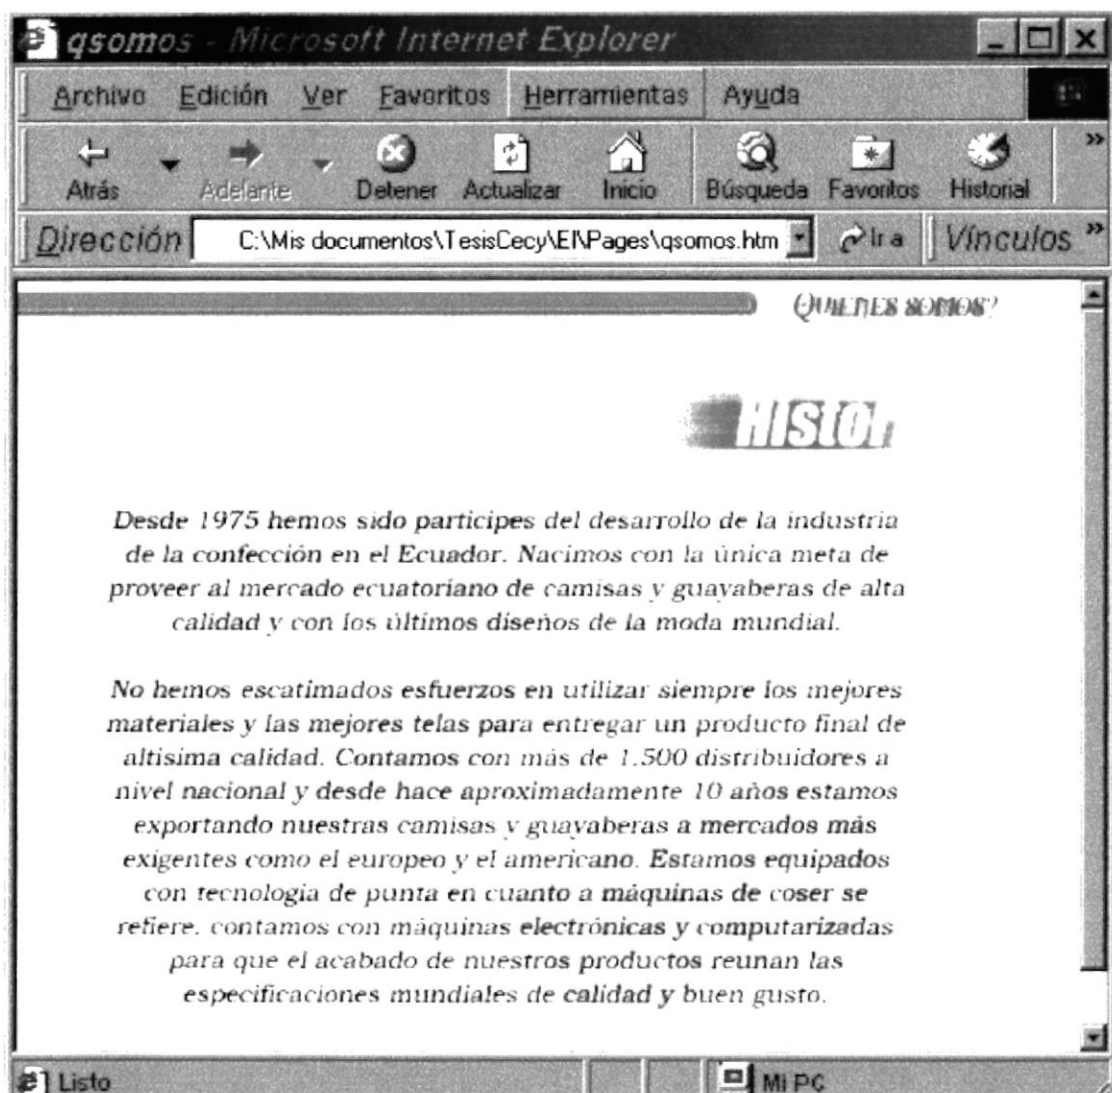 qsomos - Microsoft Internet Explorer
Archivo Edición Ver Favoritos Herramientas Ayuda
Atrás Adelante Detener Actualizar Inicio Búsqueda Favoritos Historial »
Dirección C:\Mis documentos\TesisCecy\EI\Pages\qsomos.htm Ir a Vínculos »
QUIENES SOMOS?
Histor
Desde 1975 hemos sido participes del desarrollo de la industria
de la confección en el Ecuador. Nacimos con la única meta de
proveer al mercado ecuatoriano de camisas y guayaberas de alta
calidad y con los últimos diseños de la moda mundial.
No hemos escatimados esfuerzos en utilizar siempre los mejores
materiales y las mejores telas para entregar un producto final de
altisima calidad. Contamos con más de 1.500 distribuidores a
nivel nacional y desde hace aproximadamente 10 años estamos
exportando nuestras camisas y guayaberas a mercados más
exigentes como el europeo y el americano. Estamos equipados
con tecnologia de punta en cuanto a máquinas de coser se
refiere. contamos con máquinas electrónicas y computarizadas
para que el acabado de nuestros productos reunan las
especificaciones mundiales de calidad y buen gusto.
Listo Mi PC